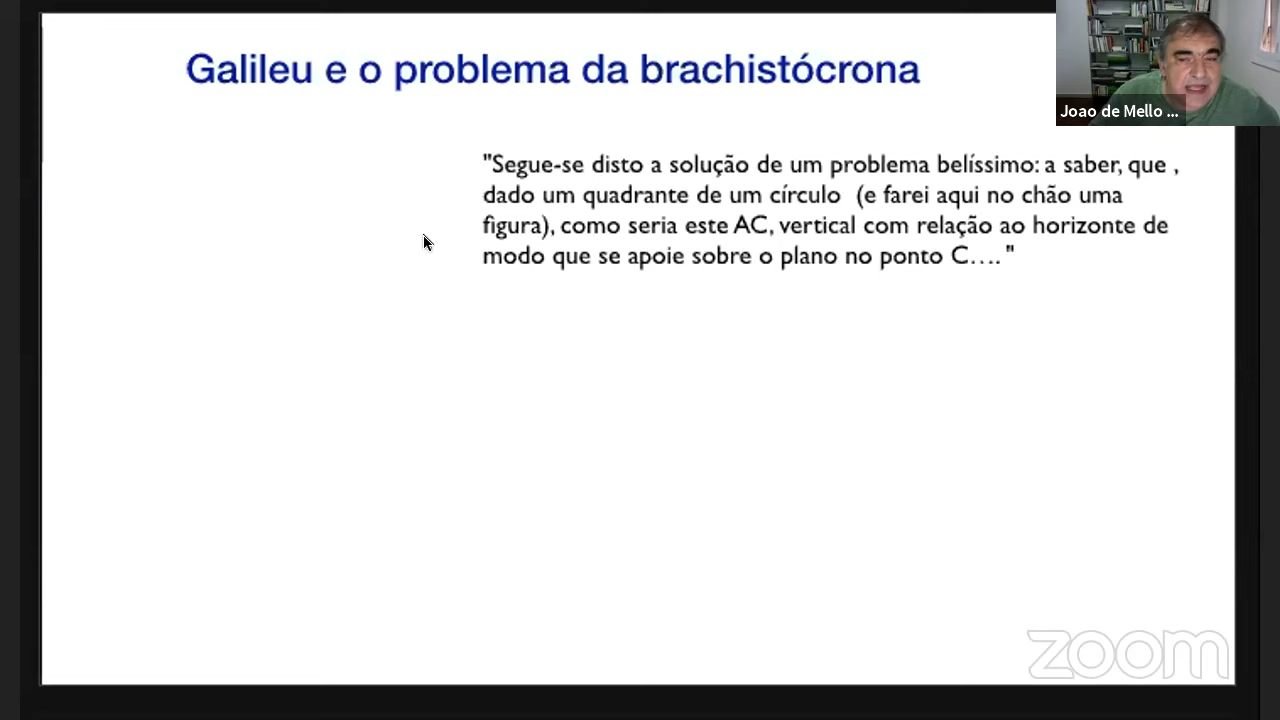 Galileu e o problema da brachistócrona
Joao de Mello ...
"Segue-se disto a solução de um problema belíssimo: a saber, que ,
dado um quadrante de um círculo (e farei aqui no chão uma
figura), como seria este AC, vertical com relação ao horizonte de
modo que se apoie sobre o plano no ponto C…. "
zoom